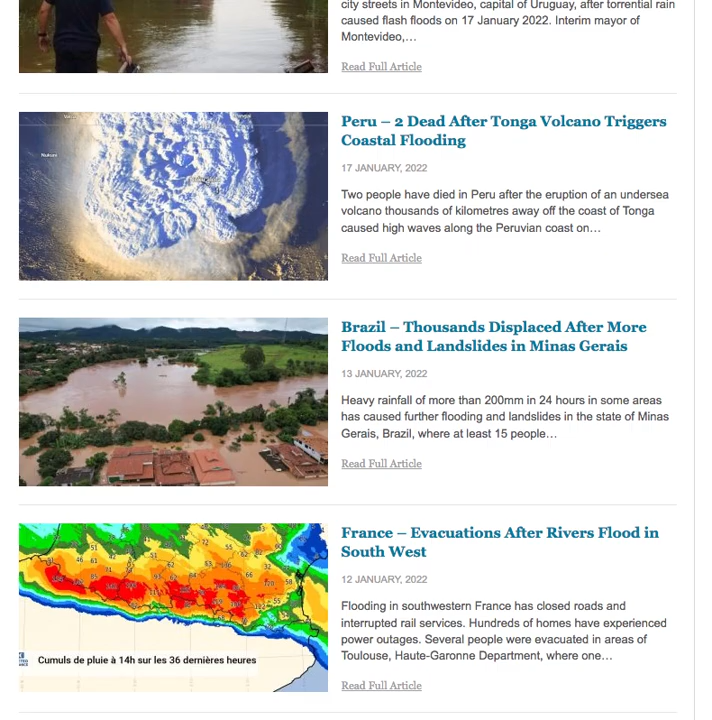 city streets in Montevideo, capital of Uruguay, after torrential rain
caused flash floods on 17 January 2022. Interim mayor of
Montevideo,…
Read Full Article
Peru – 2 Dead After Tonga Volcano Triggers
Coastal Flooding
17 JANUARY, 2022
Two people have died in Peru after the eruption of an undersea
volcano thousands of kilometres away off the coast of Tonga
caused high waves along the Peruvian coast on…
Read Full Article
Brazil – Thousands Displaced After More
Floods and Landslides in Minas Gerais
13 JANUARY, 2022
Heavy rainfall of more than 200mm in 24 hours in some areas
has caused further flooding and landslides in the state of Minas
Gerais, Brazil, where at least 15 people…
Read Full Article
France – Evacuations After Rivers Flood in
South West
12 JANUARY, 2022
Flooding in southwestern France has closed roads and
interrupted rail services. Hundreds of homes have experienced
power outages. Several people were evacuated in areas of
Toulouse, Haute-Garonne Department, where one…
Cumuls de pluie à 14h sur les 36 dernières heures
Read Full Article